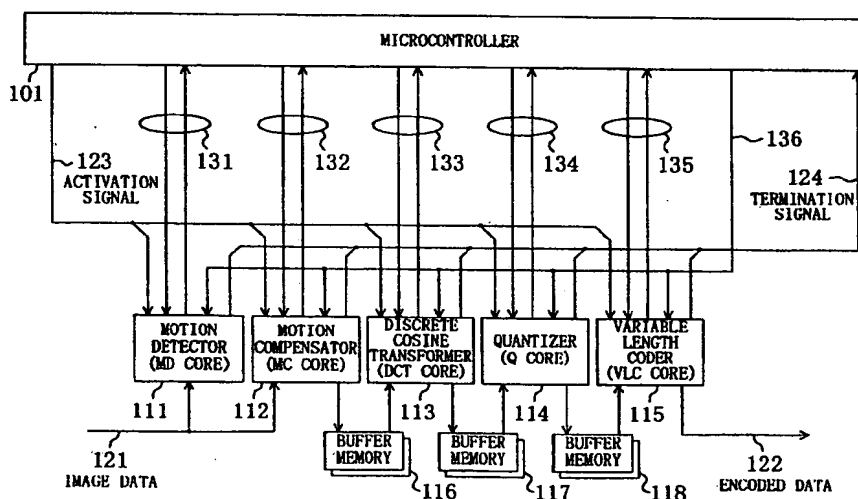 MICROCONTROLLER
101
131
132
133
134
135
136
123
ACTIVATION
SIGNAL
124
TERMINATION
SIGNAL
MOTION
DETECTOR
(MD CORE)
MOTION
COMPENSATOR
(MC CORE)
DISCRETE
COSINE
TRANSFORMER
(DCT CORE)
QUANTIZER
(Q CORE)
VARIABLE
LENGTH
CODER
(VLC CORE)
111
112
113
114
115
121
IMAGE DATA
BUFFER
MEMORY
116
BUFFER
MEMORY
117
BUFFER
MEMORY
118
122
ENCODED DATA